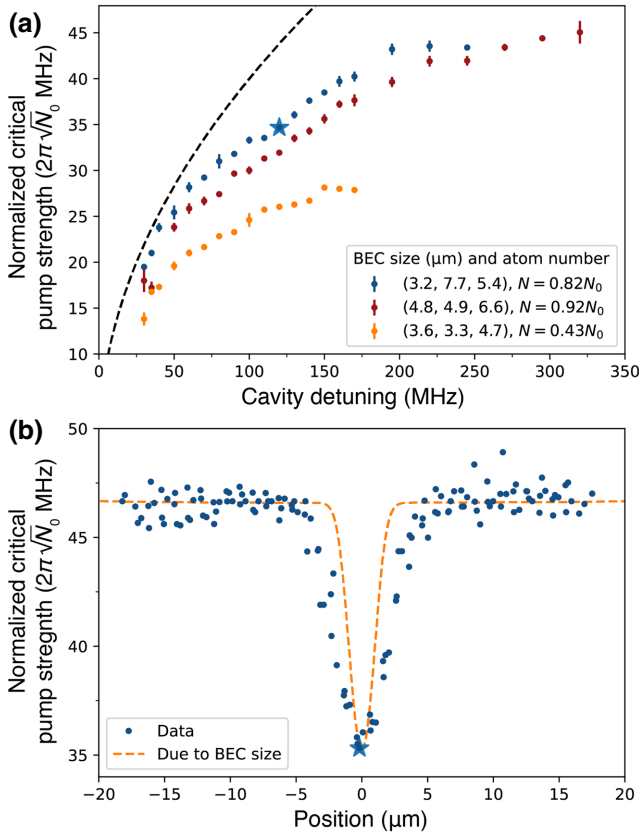 (a)
Normalized critical
pump strength (2π√N₀ MHz)
45
40
35
30
25
20
15
10
0 50 100 150 200 250 300 350
Cavity detuning (MHz)
BEC size (μm) and atom number
(3.2, 7.7, 5.4), N = 0.82N₀
(4.8, 4.9, 6.6), N = 0.92N₀
(3.6, 3.3, 4.7), N = 0.43N₀
(b)
Normalized critical
pump stregnth (2π√N₀ MHz)
50
45
40
35
Data
Due to BEC size
−20 −15 −10 −5 0 5 10 15 20
Position (μm)